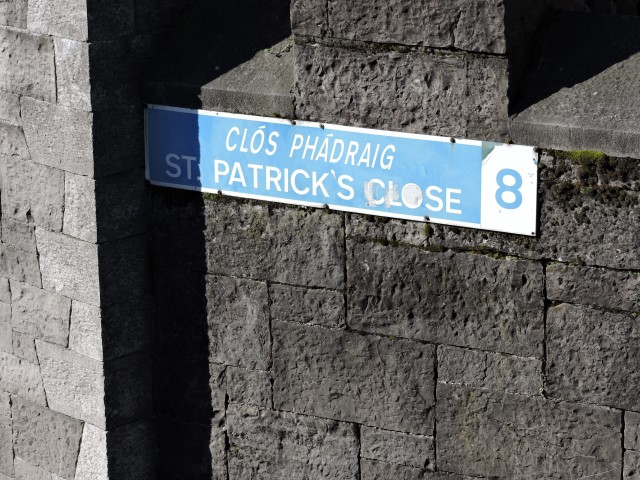 CLÓS PHÁDRAIG
ST. PATRICK'S CLOSE
8